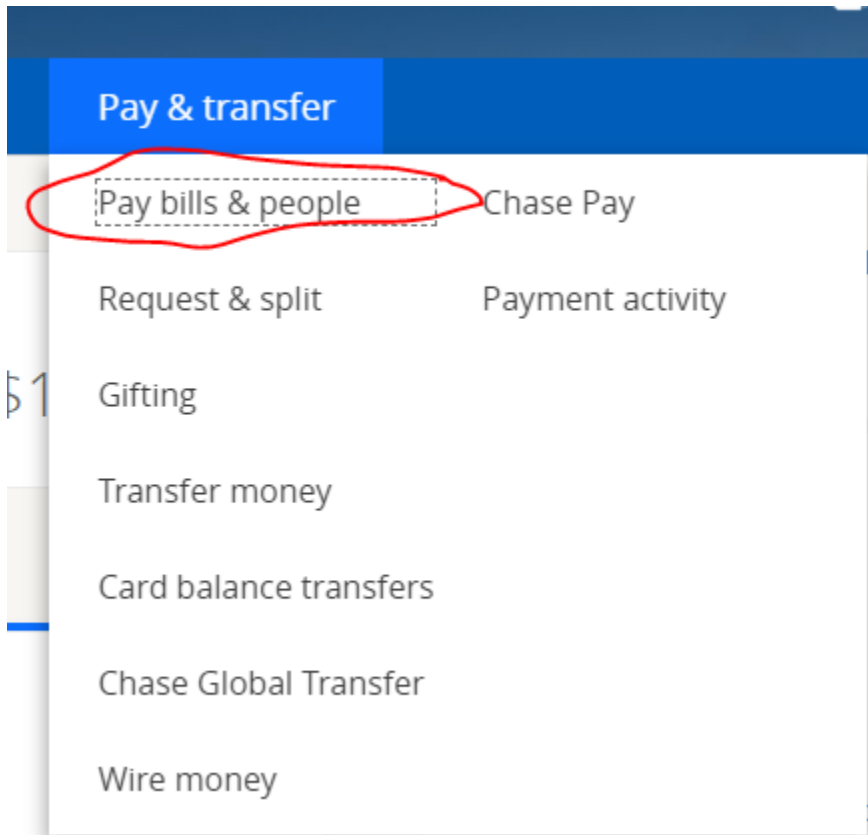 Pay & transfer
Pay bills & people
Chase Pay
Request & split
Payment activity
$1
Gifting
Transfer money
Card balance transfers
Chase Global Transfer
Wire money